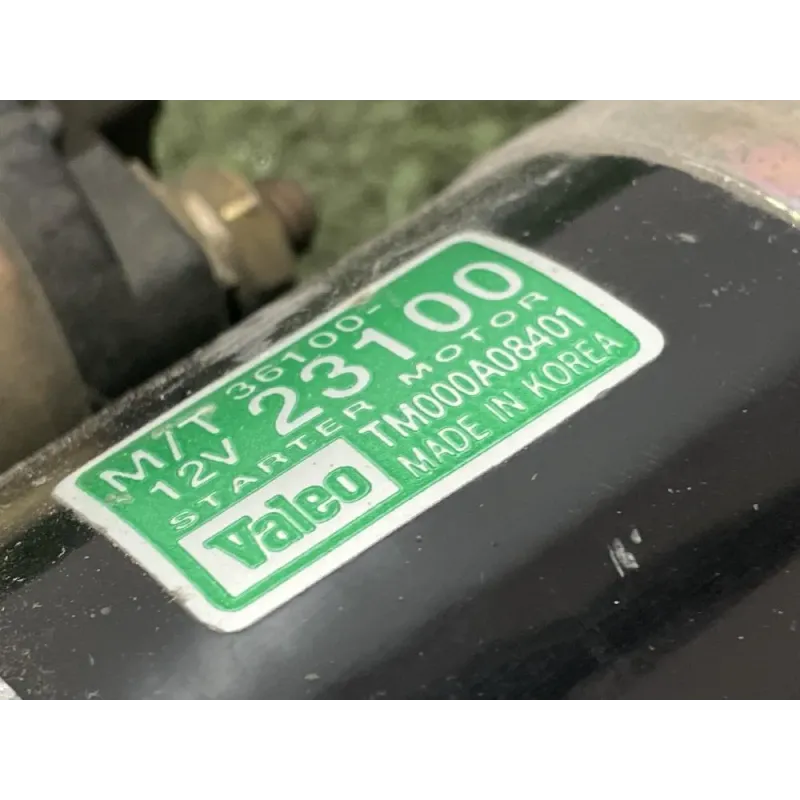 M/T 36100-
12V 23100
STARTER MOTOR
Valeo TM000A08401
MADE IN KOREA